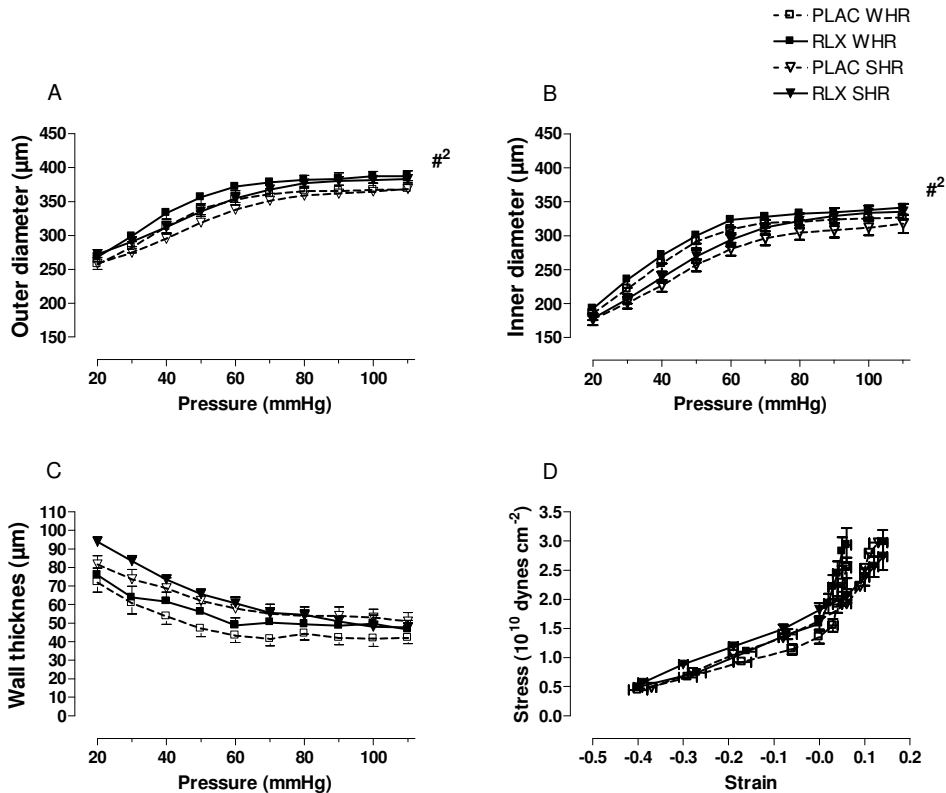 PLAC WHR
RLX WHR
PLAC SHR
RLX SHR
A
450
400
350
300
250
200
150
Outer diameter (µm)
#2
20 40 60 80 100
Pressure (mmHg)
B
450
400
350
300
250
200
150
Inner diameter (µm)
#2
20 40 60 80 100
Pressure (mmHg)
C
110
100
90
80
70
60
50
40
30
20
10
0
Wall thicknes (µm)
20 40 60 80 100
Pressure (mmHg)
D
3.5
3.0
2.5
2.0
1.5
1.0
0.5
0.0
Stress (10^10 dynes cm^-2)
-0.5 -0.4 -0.3 -0.2 -0.1 -0.0 0.1 0.2
Strain